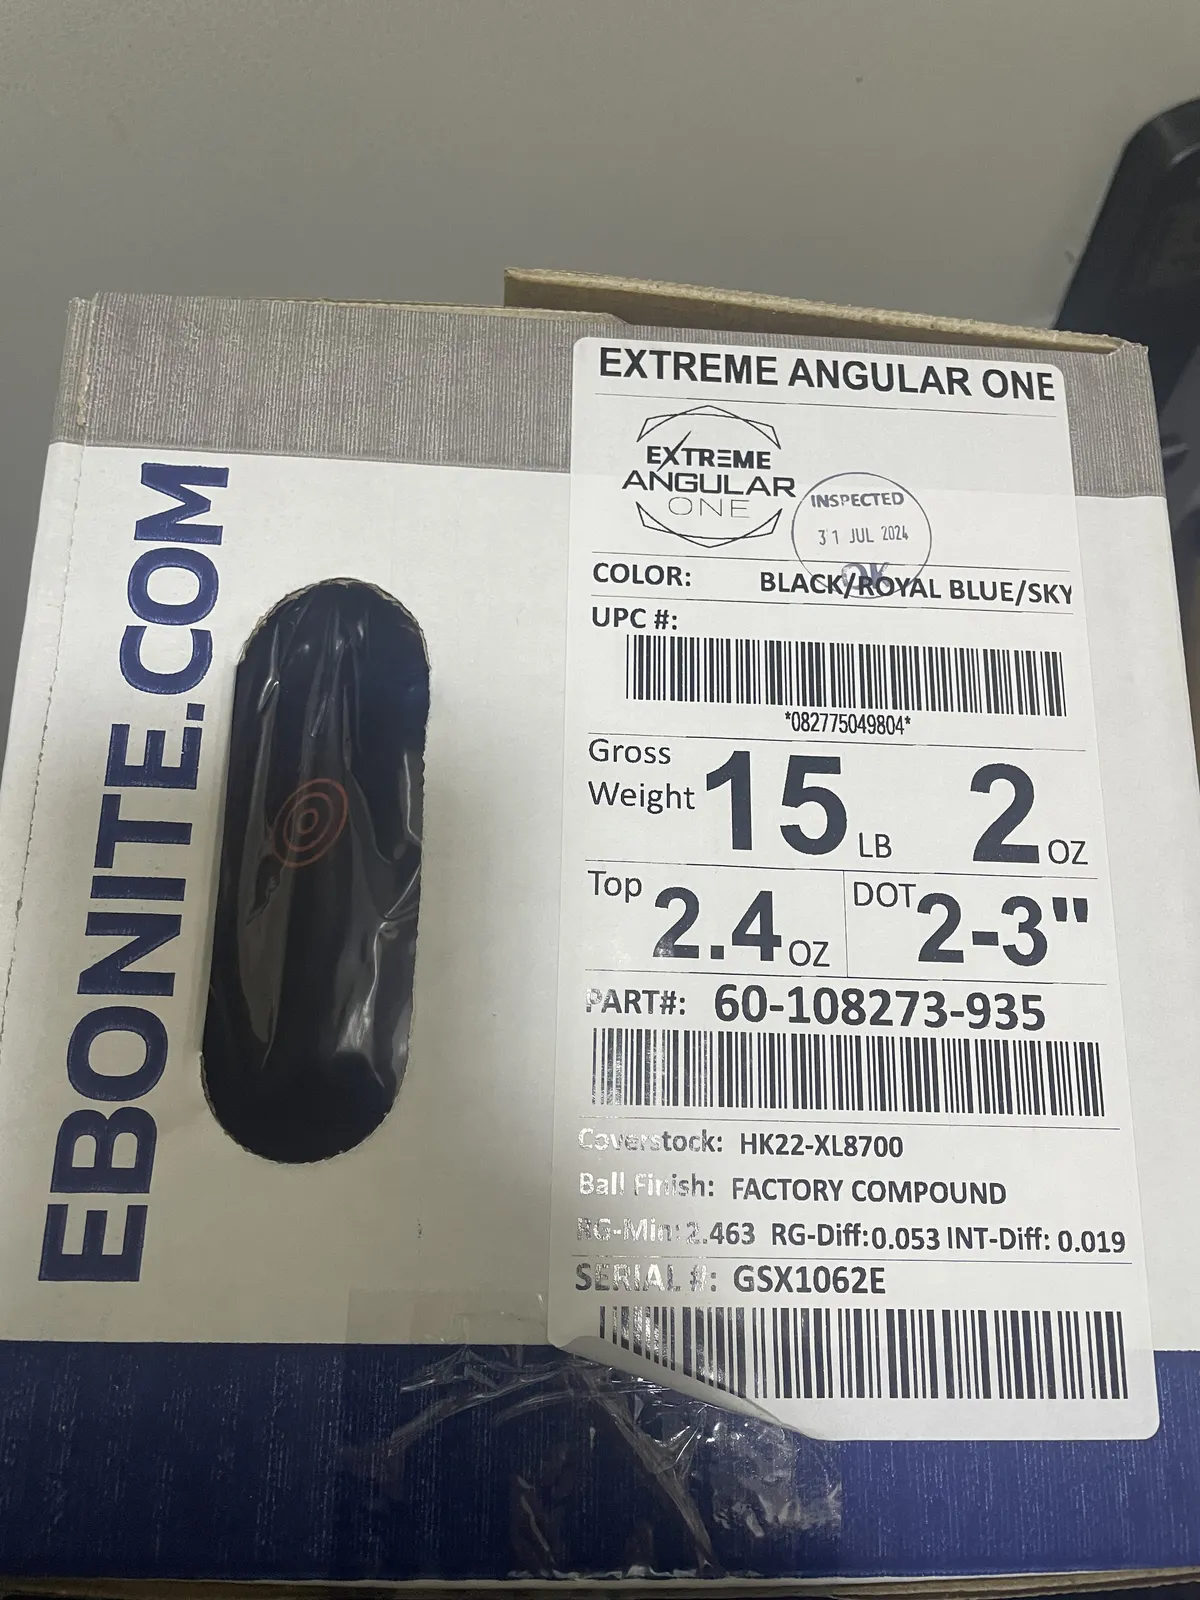 EBONITE.COM
EXTREME ANGULAR ONE
EXTREME
ANGULAR
ONE
INSPECTED
31 JUL 2024
OK
COLOR: BLACK/ROYAL BLUE/SKY
UPC #:
*082775049804*
Gross Weight 15 LB 2 OZ
Top 2.4 OZ DOT 2-3"
PART#: 60-108273-935
Coverstock: HK22-XL8700
Ball Finish: FACTORY COMPOUND
RG-Min:2.463 RG-Diff:0.053 INT-Diff: 0.019
SERIAL #: GSX1062E